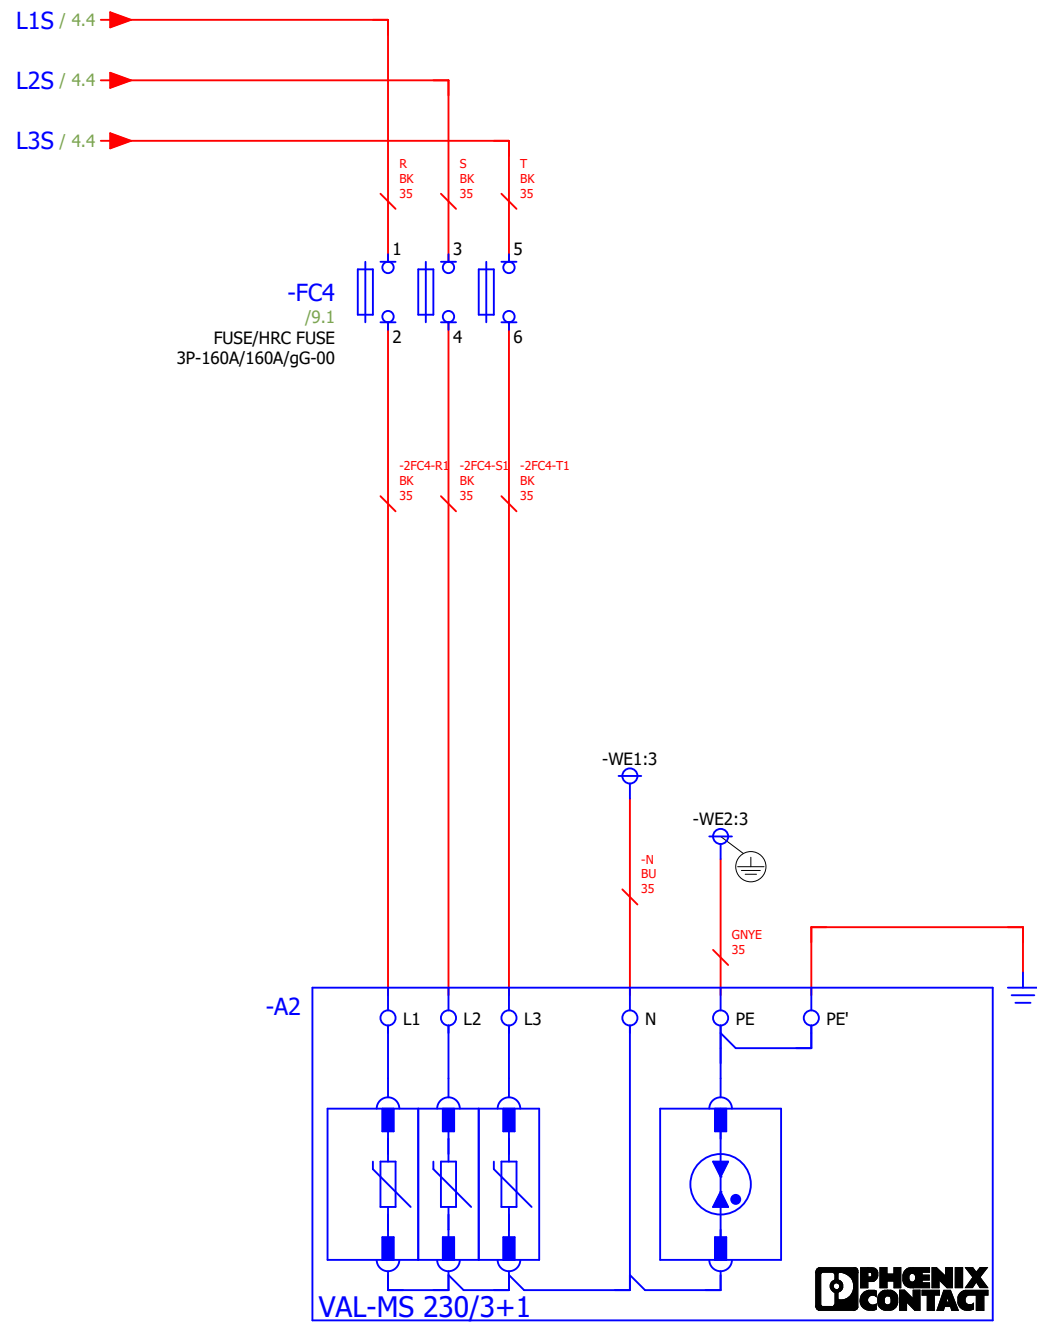 L1S / 4.4
L2S / 4.4
L3S / 4.4
R
BK
35
S
BK
35
T
BK
35
1
3
5
-FC4
/9.1
FUSE/HRC FUSE
3P-160A/160A/gG-00
2
4
6
-2FC4-R1
BK
35
-2FC4-S1
BK
35
-2FC4-T1
BK
35
-WE1:3
-WE2:3
-N
BU
35
GNYE
35
-A2
L1
L2
L3
N
PE
PE'
VAL-MS 230/3+1
PHŒNIX
CONTACT